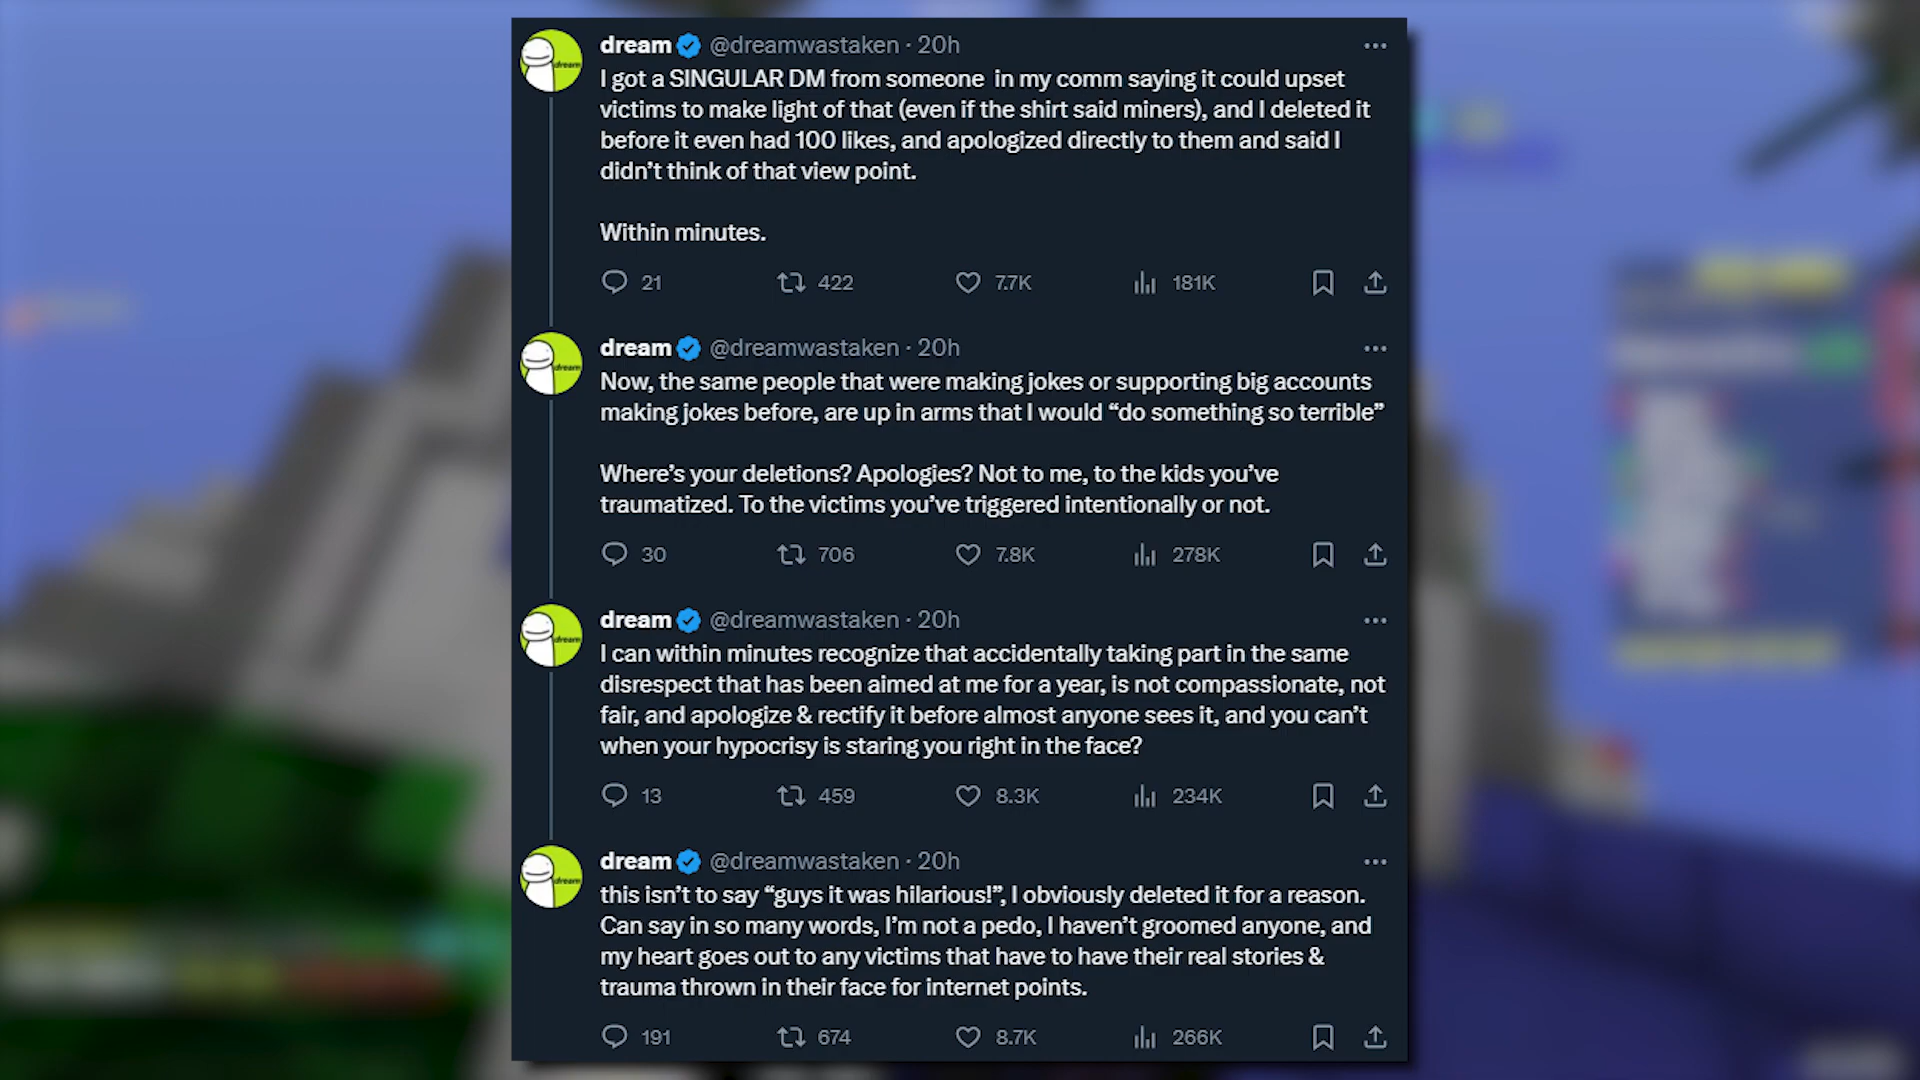 dream @dreamwastaken · 20h
I got a SINGULAR DM from someone in my comm saying it could upset
victims to make light of that (even if the shirt said miners), and I deleted it
before it even had 100 likes, and apologized directly to them and said I
didn’t think of that view point.
Within minutes.
21 422 7.7K 181K
dream @dreamwastaken · 20h
Now, the same people that were making jokes or supporting big accounts
making jokes before, are up in arms that I would “do something so terrible”
Where’s your deletions? Apologies? Not to me, to the kids you’ve
traumatized. To the victims you’ve triggered intentionally or not.
30 706 7.8K 278K
dream @dreamwastaken · 20h
I can within minutes recognize that accidentally taking part in the same
disrespect that has been aimed at me for a year, is not compassionate, not
fair, and apologize & rectify it before almost anyone sees it, and you can’t
when your hypocrisy is staring you right in the face?
13 459 8.3K 234K
dream @dreamwastaken · 20h
this isn’t to say “guys it was hilarious!”, I obviously deleted it for a reason.
Can say in so many words, I’m not a pedo, I haven’t groomed anyone, and
my heart goes out to any victims that have to have their real stories &
trauma thrown in their face for internet points.
191 674 8.7K 266K